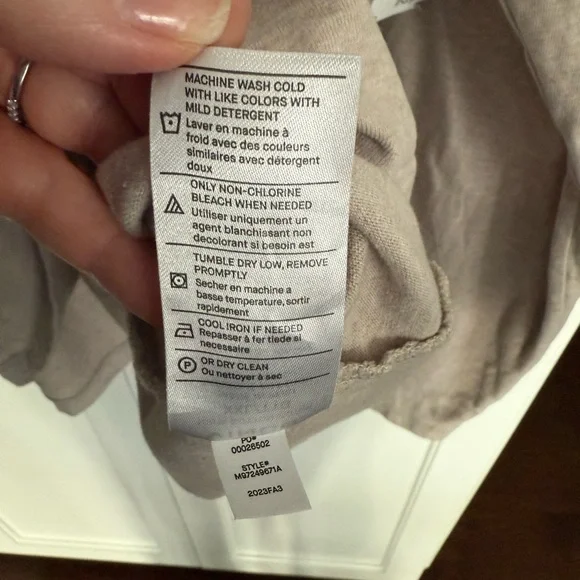 MACHINE WASH COLD
WITH LIKE COLORS WITH
MILD DETERGENT
Laver en machine à
froid avec des couleurs
similaires avec détergent
doux
ONLY NON-CHLORINE
BLEACH WHEN NEEDED
Utiliser uniquement un
agent blanchissant non
decolorant si besoin est
TUMBLE DRY LOW, REMOVE
PROMPTLY
Secher en machine a
basse temperature, sortir
rapidement
COOL IRON IF NEEDED
Repasser à fer tiede si
necessaire
P
OR DRY CLEAN
Ou nettoyer à sec
PO#
00026502
STYLE#
M97249671A
2023FA3